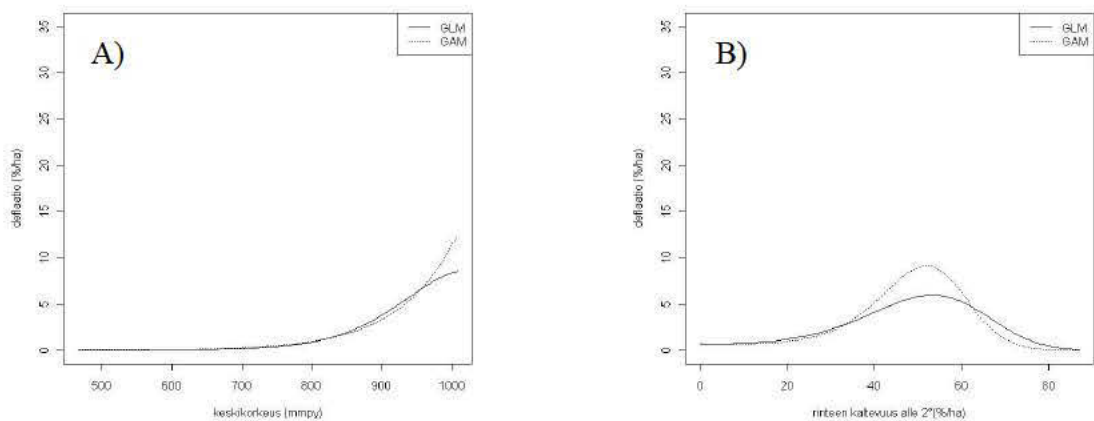 A)
GLM
GAM
35
30
25
20
15
10
5
0
deflaatio (%/ha)
500 600 700 800 900 1000
keskikorkeus (mmpy)
B)
GLM
GAM
35
30
25
20
15
10
5
0
deflaatio (%/ha)
0 20 40 60 80
rinteen kaltevuus alle 2°(%/ha)